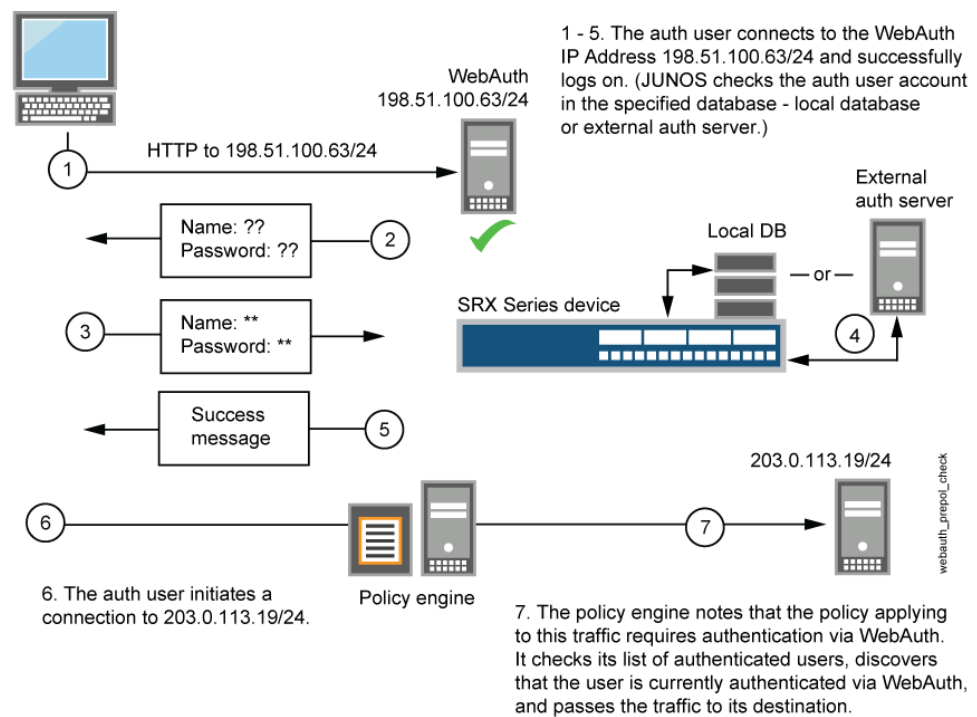 1 - 5. The auth user connects to the WebAuth
IP Address 198.51.100.63/24 and successfully
logs on. (JUNOS checks the auth user account
in the specified database - local database
or external auth server.)
WebAuth
198.51.100.63/24
1
HTTP to 198.51.100.63/24
External
auth server
Name: ??
Password: ??
2
Local DB
or
SRX Series device
3
Name: **
Password: **
4
Success
message
5
203.0.113.19/24
webauth_prepol_check
6
7
Policy engine
6. The auth user initiates a
connection to 203.0.113.19/24.
7. The policy engine notes that the policy applying
to this traffic requires authentication via WebAuth.
It checks its list of authenticated users, discovers
that the user is currently authenticated via WebAuth,
and passes the traffic to its destination.